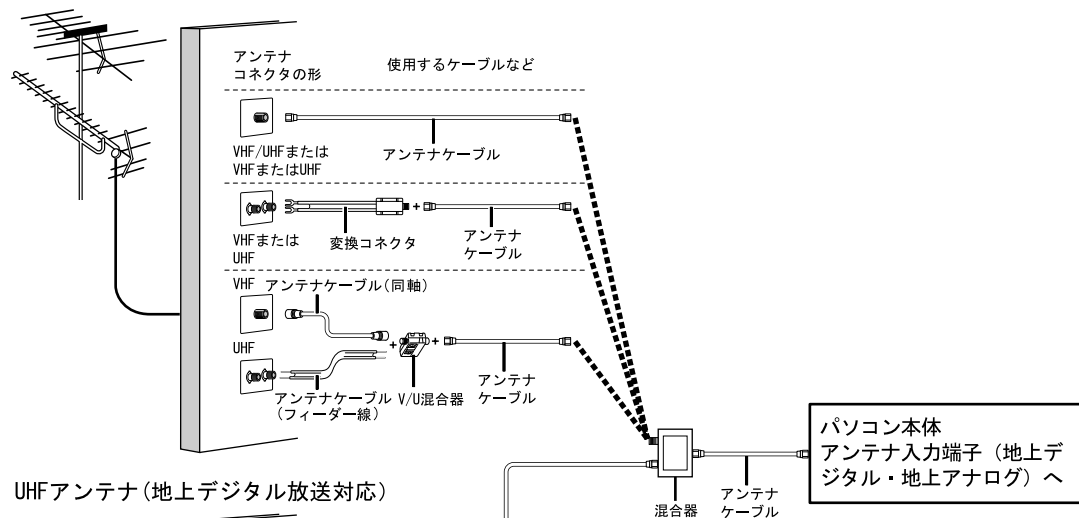 アンテナ
コネクタの形
使用するケーブルなど
VHF/UHFまたは
VHFまたはUHF
アンテナケーブル
VHFまたは
UHF
変換コネクタ
+
アンテナ
ケーブル
VHF
アンテナケーブル(同軸)
UHF
アンテナケーブル
(フィーダー線)
+
V/U混合器
+
アンテナ
ケーブル
パソコン本体
アンテナ入力端子（地上デ
ジタル・地上アナログ）へ
混合器
アンテナ
ケーブル
UHFアンテナ(地上デジタル放送対応)